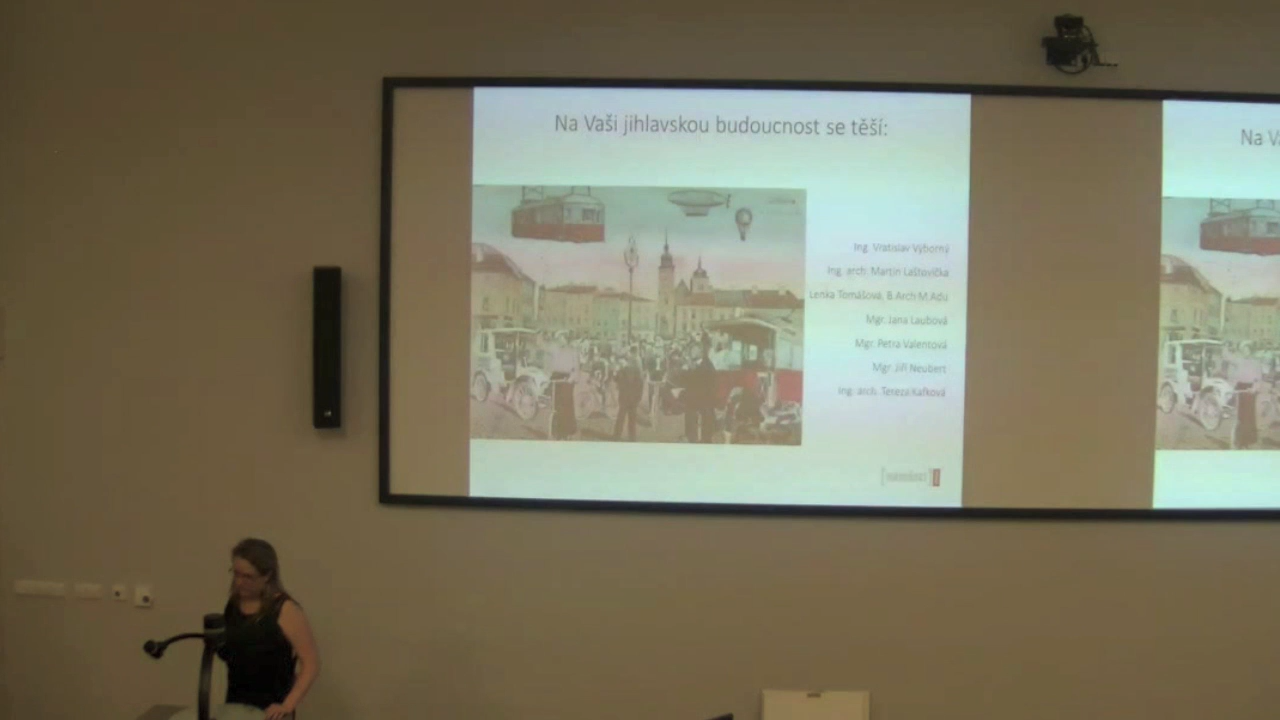 Na Vaši jihlavskou budoucnost se těší:
Ing. Vratislav Výborný
Ing. arch. Martin Laštovička
Lenka Tomášová, B.Arch M.Adu
Mgr. Jana Laubová
Mgr. Petra Valentová
Mgr. Jiří Neubert
Ing. arch. Tereza Kafková
Na